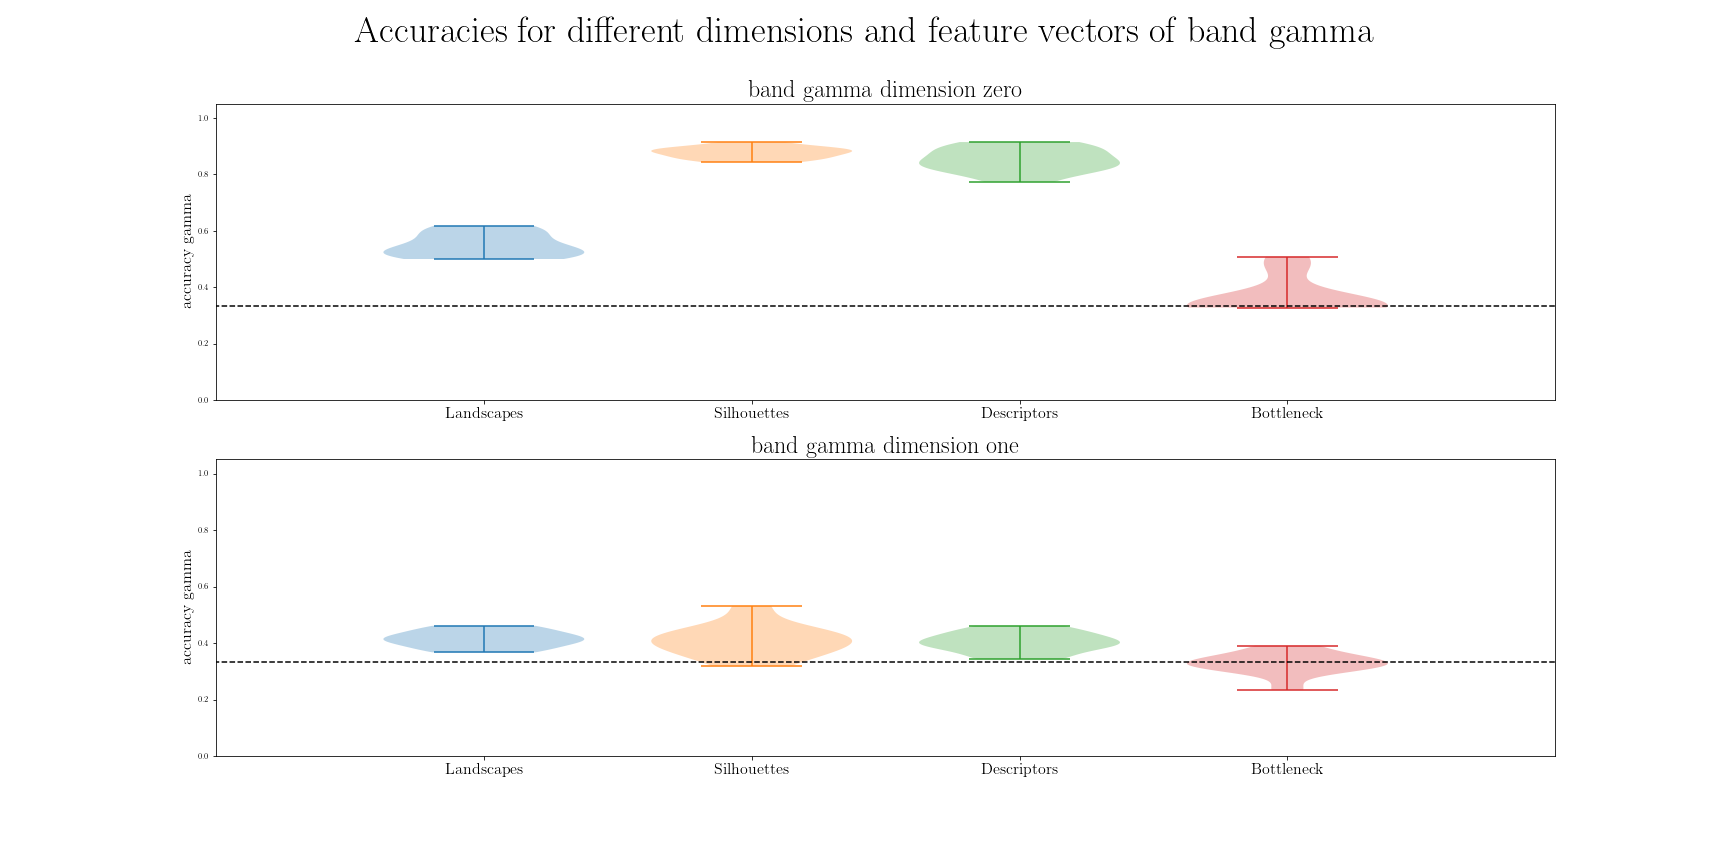 Accuracies for different dimensions and feature vectors of band gamma
band gamma dimension zero
1.0
0.8
0.6
0.4
0.2
0.0
accuracy gamma
Landscapes Silhouettes Descriptors Bottleneck
band gamma dimension one
1.0
0.8
0.6
0.4
0.2
0.0
accuracy gamma
Landscapes Silhouettes Descriptors Bottleneck